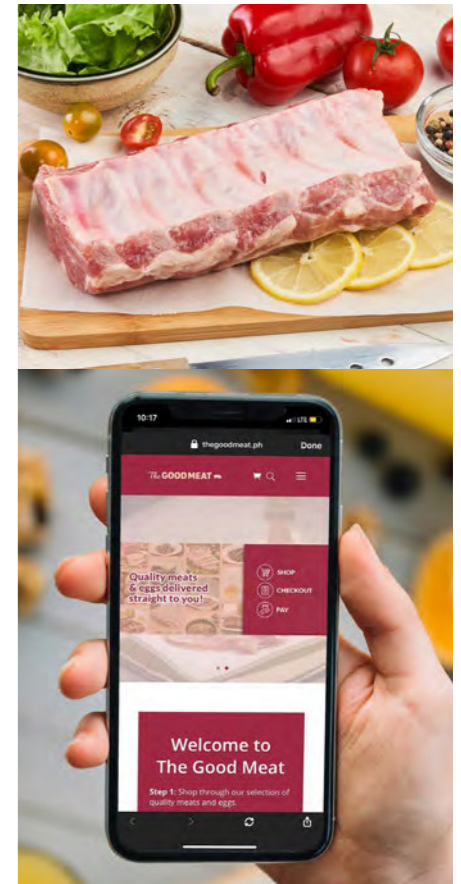 10:17
LTE
thegoodmeat.ph
Done
The GOOD MEAT
Quality meats
& eggs delivered
straight to you!
SHOP
CHECKOUT
PAY
Welcome to
The Good Meat
Step 1: Shop through our selection of
quality meats and eggs.